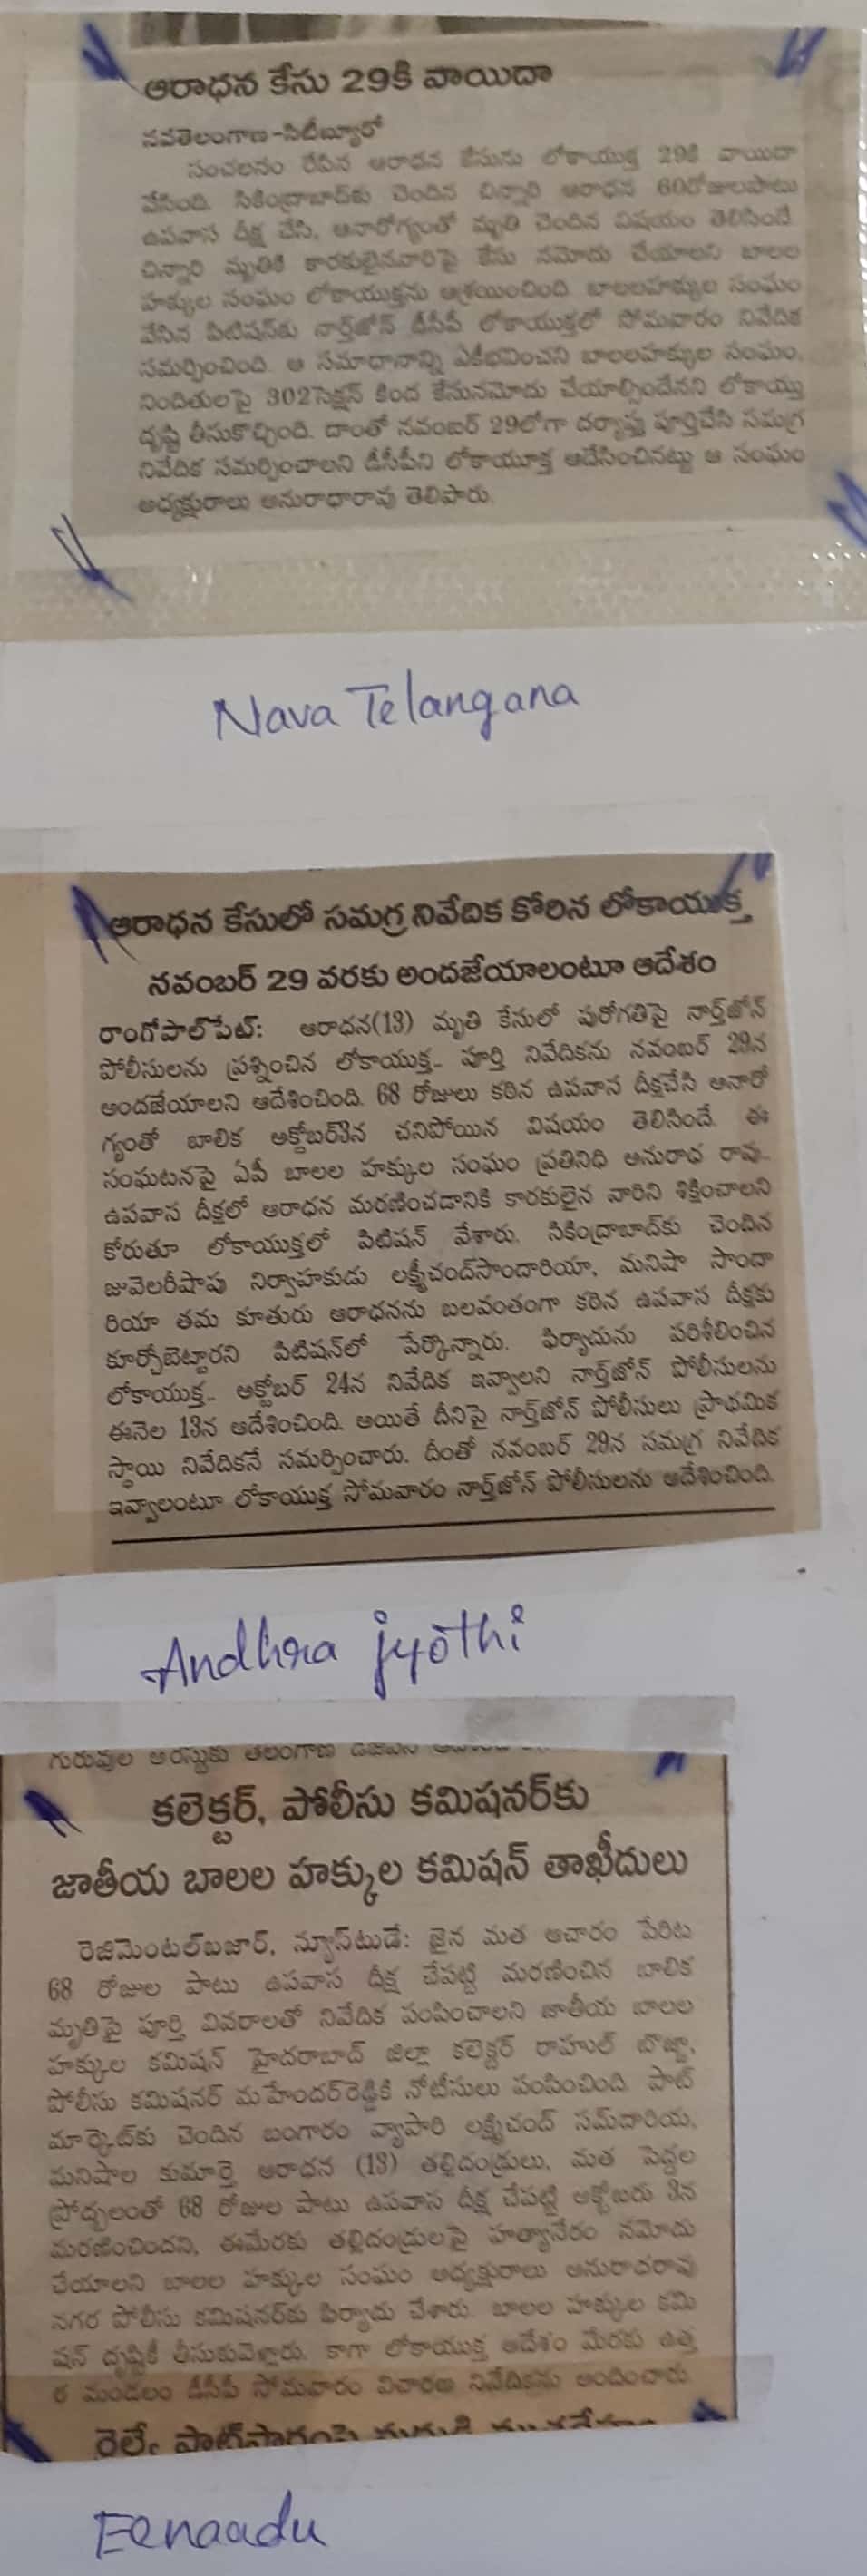 ఆరాధన కేసు 29కి వాయిదా
నవతెలంగాణ-సిటీబ్యూరో
సంచలనం రేపిన ఆరాధన కేసును లోకాయుక్త 29కి వాయిదా
వేసింది. సికింద్రాబాద్‌కు చెందిన చిన్నారి ఆరాధన 60రోజులపాటు
ఉపవాస దీక్ష చేసి, అనారోగ్యంతో మృతి చెందిన విషయం తెలిసిందే.
చిన్నారి మృతికి కారకులైనవారిపై కేసు నమోదు చేయాలని బాలల
హక్కుల సంఘం లోకాయుక్తను ఆశ్రయించింది. బాలలహక్కుల సంఘం
వేసిన పిటిషన్‌కు నార్త్‌జోన్ డీసీపీ లోకాయుక్తలో సోమవారం నివేదిక
సమర్పించింది. ఆ సమాధానాన్ని ఏకీభవించని బాలలహక్కుల సంఘం,
నిందితులపై 302సెక్షన్ కింద కేసునమోదు చేయాల్సిందేనని లోకాయు
దృష్టి తీసుకొచ్చింది. దాంతో నవంబర్ 29లోగా దర్యాప్తు పూర్తిచేసి సమగ్ర
నివేదిక సమర్పించాలని డీసీపీని లోకాయూక్త ఆదేసించినట్టు ఆ సంఘం
అధ్యక్షురాలు అనురాధారావు తెలిపారు.
Nava Telangana
ఆరాధన కేసులో సమగ్ర నివేదిక కోరిన లోకాయుక్త
నవంబర్ 29 వరకు అందజేయాలంటూ ఆదేశం
రాంగోపాల్‌పేట్: ఆరాధన(13) మృతి కేసులో పురోగతిపై నార్త్‌జోన్
పోలీసులను ప్రశ్నించిన లోకాయుక్త.. పూర్తి నివేదికను నవంబర్ 29న
అందజేయాలని ఆదేశించింది. 68 రోజులు కఠిన ఉపవాస దీక్షచేసి అనారో
గ్యంతో బాలిక అక్టోబర్3న చనిపోయిన విషయం తెలిసిందే. ఈ
సంఘటనపై ఏపీ బాలల హక్కుల సంఘం ప్రతినిధి అనురాధ రావు..
ఉపవాస దీక్షలో ఆరాధన మరణించడానికి కారకులైన వారిని శిక్షించాలని
కోరుతూ లోకాయుక్తలో పిటిషన్ వేశారు. సికింద్రాబాద్‌కు చెందిన
జువెలరీషాపు నిర్వాహకుడు లక్ష్మీచంద్‌సాందారియా, మనిషా సాందా
రియా తమ కూతురు ఆరాధనను బలవంతంగా కఠిన ఉపవాస దీక్షకు
కూర్చోబెట్టారని పిటిషన్‌లో పేర్కొన్నారు. ఫిర్యాదును పరిశీలించిన
లోకాయుక్త.. అక్టోబర్ 24న నివేదిక ఇవ్వాలని నార్త్‌జోన్ పోలీసులను
ఈనెల 13న ఆదేశించింది. అయితే దీనిపై నార్త్‌జోన్ పోలీసులు ప్రాథమిక
స్థాయి నివేదికనే సమర్పించారు. దీంతో నవంబర్ 29న సమగ్ర నివేదిక
ఇవ్వాలంటూ లోకాయుక్త సోమవారం నార్త్‌జోన్ పోలీసులను ఆదేశించింది.
Andhra jyothi
గురువుల అరెస్టుకు తెలంగాణ
కలెక్టర్, పోలీసు కమిషనర్‌కు
జాతీయ బాలల హక్కుల కమిషన్ తాఖీదులు
రెజిమెంటల్‌బజార్, న్యూస్‌టుడే: జైన మత ఆచారం పేరిట
68 రోజుల పాటు ఉపవాస దీక్ష చేపట్టి మరణించిన బాలిక
మృతిపై పూర్తి వివరాలతో నివేదిక పంపించాలని జాతీయ బాలల
హక్కుల కమిషన్ హైదరాబాద్ జిల్లా కలెక్టర్ రాహుల్ బొజ్జా,
పోలీసు కమిషనర్ మహేందర్‌రెడ్డికి నోటీసులు పంపించింది. పాట్
మార్కెట్‌కు చెందిన బంగారం వ్యాపారి లక్ష్మిచంద్ సమ్‌దారియ,
మనిషాల కుమార్తె ఆరాధన (13) తల్లిదండ్రులు, మత పెద్దల
ప్రోద్బలంతో 68 రోజుల పాటు ఉపవాస దీక్ష చేపట్టి అక్టోబరు 3న
మరణించిందని, ఈమేరకు తల్లిదండ్రులపై హత్యానేరం నమోదు
చేయాలని బాలల హక్కుల సంఘం అధ్యక్షురాలు అనురాధరావు
నగర పోలీసు కమిషనర్‌కు ఫిర్యాదు చేశారు. బాలల హక్కుల కమి
షన్ దృష్టికీ తీసుకువెళ్లారు. కాగా లోకాయుక్త ఆదేశం మేరకు ఉత్త
ర మండలం డీసీపీ సోమవారం విచారణ నివేదికను అందించారు.
రైల్వే
Eenaadu